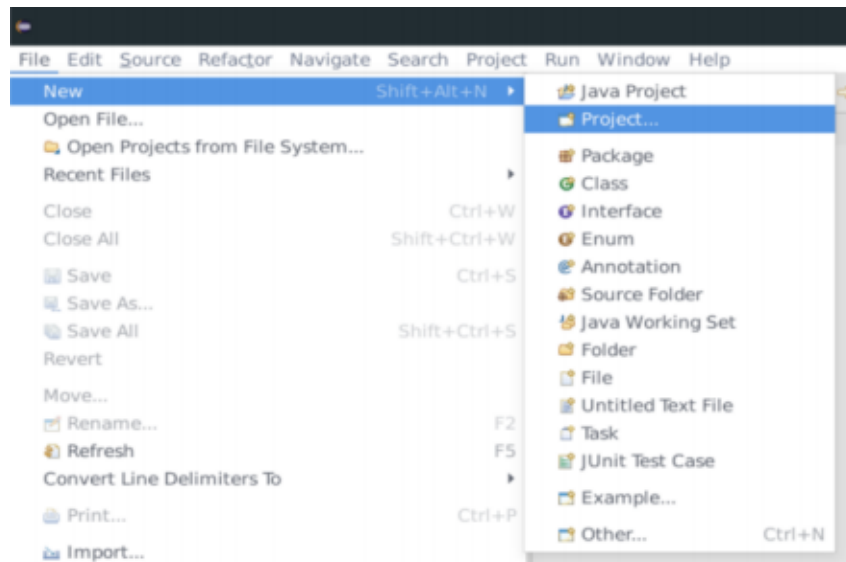 File Edit Source Refactor Navigate Search Project Run Window Help
New Shift+Alt+N
Open File...
Open Projects from File System...
Recent Files
Close Ctrl+W
Close All Shift+Ctrl+W
Save Ctrl+S
Save As...
Save All Shift+Ctrl+S
Revert
Move...
Rename... F2
Refresh F5
Convert Line Delimiters To
Print... Ctrl+P
Import...
Java Project
Project...
Package
Class
Interface
Enum
Annotation
Source Folder
Java Working Set
Folder
File
Untitled Text File
Task
JUnit Test Case
Example...
Other... Ctrl+N